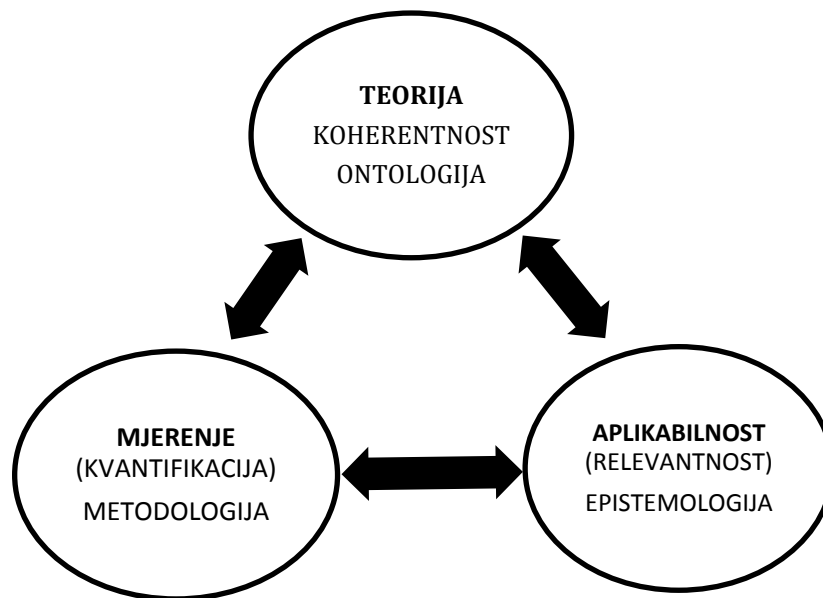 TEORIJA
KOHERENTNOST
ONTOLOGIJA
MJERENJE
(KVANTIFIKACIJA)
METODOLOGIJA
APLIKABILNOST
(RELEVANTNOST)
EPISTEMOLOGIJA